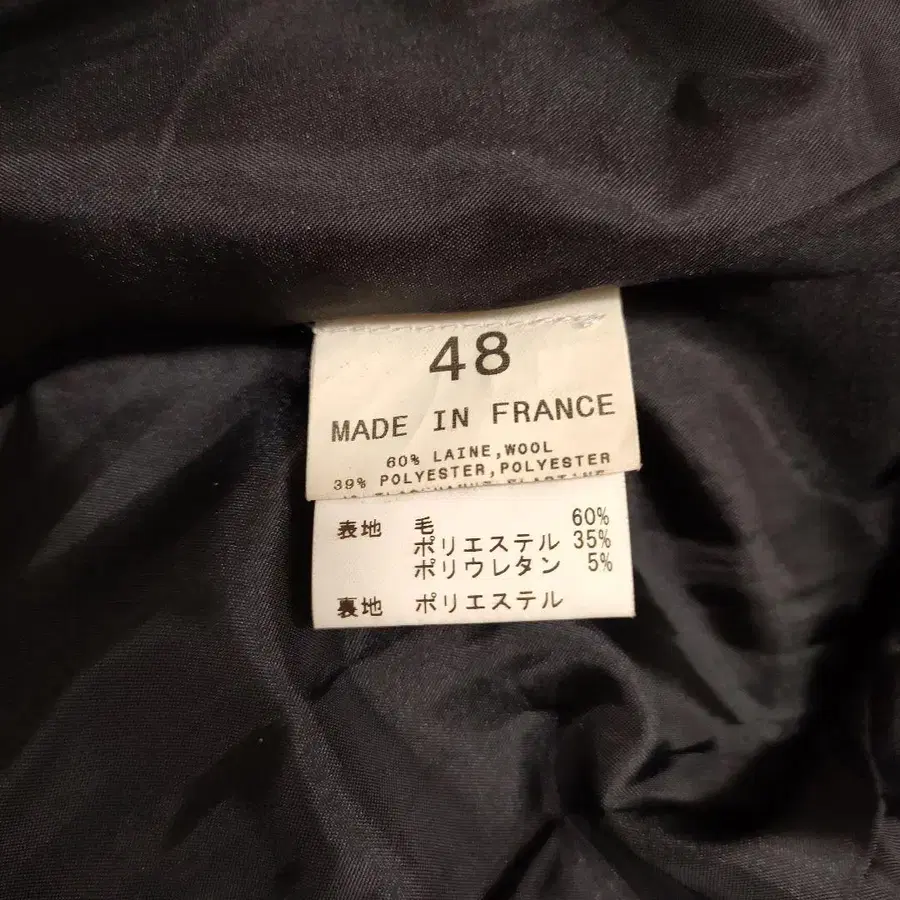 48
MADE IN FRANCE
60% LAINE,WOOL
39% POLYESTER,POLYESTER
表地 毛 60%
ポリエステル 35%
ポリウレタン 5%
裏地 ポリエステル